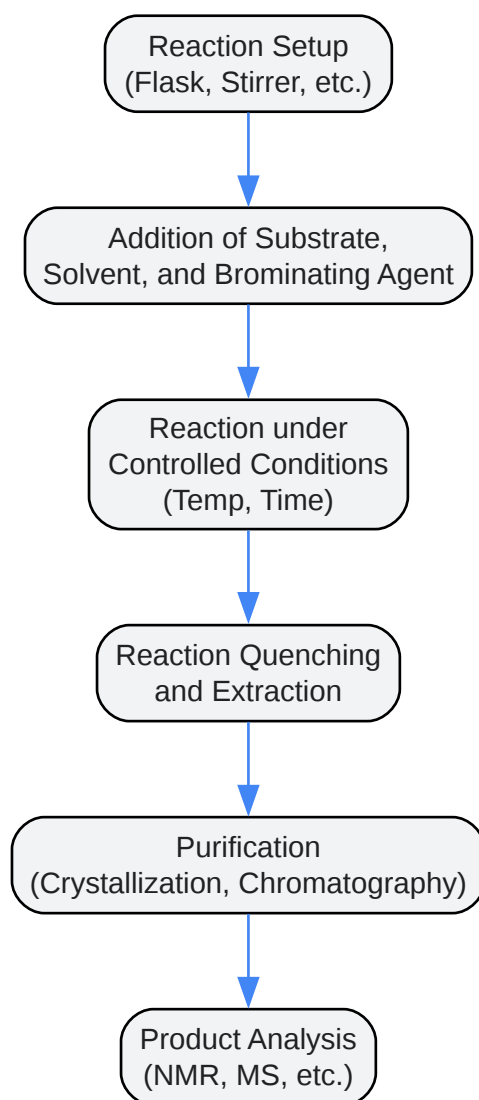 Reaction Setup
(Flask, Stirrer, etc.)
Addition of Substrate,
Solvent, and Brominating Agent
Reaction under
Controlled Conditions
(Temp, Time)
Reaction Quenching
and Extraction
Purification
(Crystallization, Chromatography)
Product Analysis
(NMR, MS, etc.)